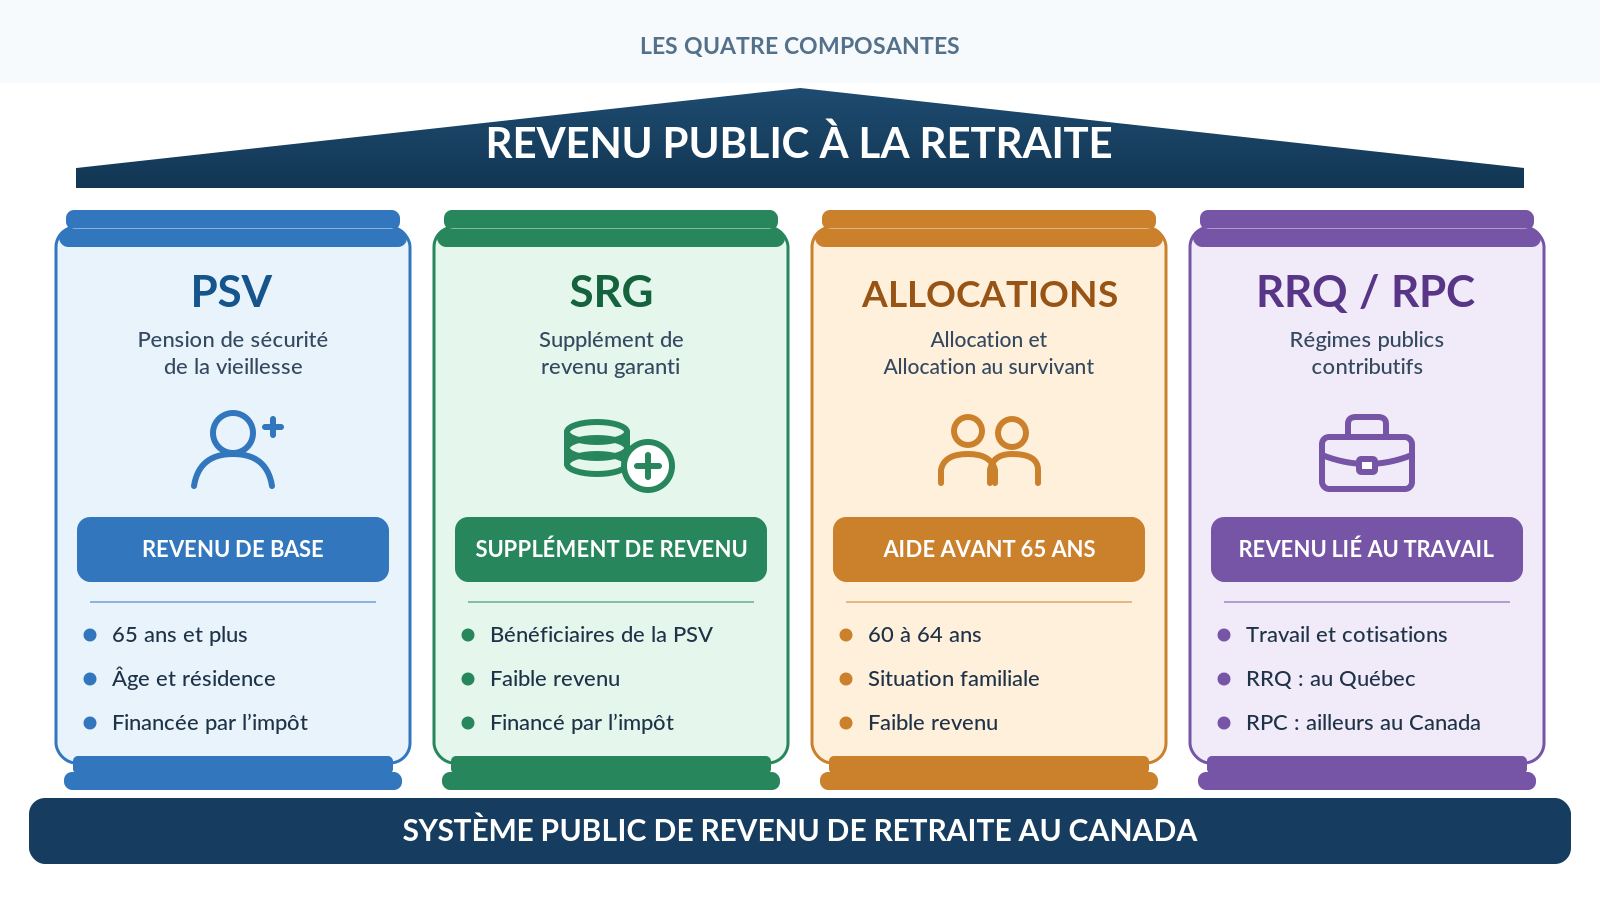 LES QUATRE COMPOSANTES
REVENU PUBLIC À LA RETRAITE
PSV
Pension de sécurité
de la vieillesse
REVENU DE BASE
65 ans et plus
Âge et résidence
Financée par l’impôt
SRG
Supplément de
revenu garanti
SUPPLÉMENT DE REVENU
Bénéficiaires de la PSV
Faible revenu
Financé par l’impôt
ALLOCATIONS
Allocation et
Allocation au survivant
AIDE AVANT 65 ANS
60 à 64 ans
Situation familiale
Faible revenu
RRQ / RPC
Régimes publics
contributifs
REVENU LIÉ AU TRAVAIL
Travail et cotisations
RRQ : au Québec
RPC : ailleurs au Canada
SYSTÈME PUBLIC DE REVENU DE RETRAITE AU CANADA